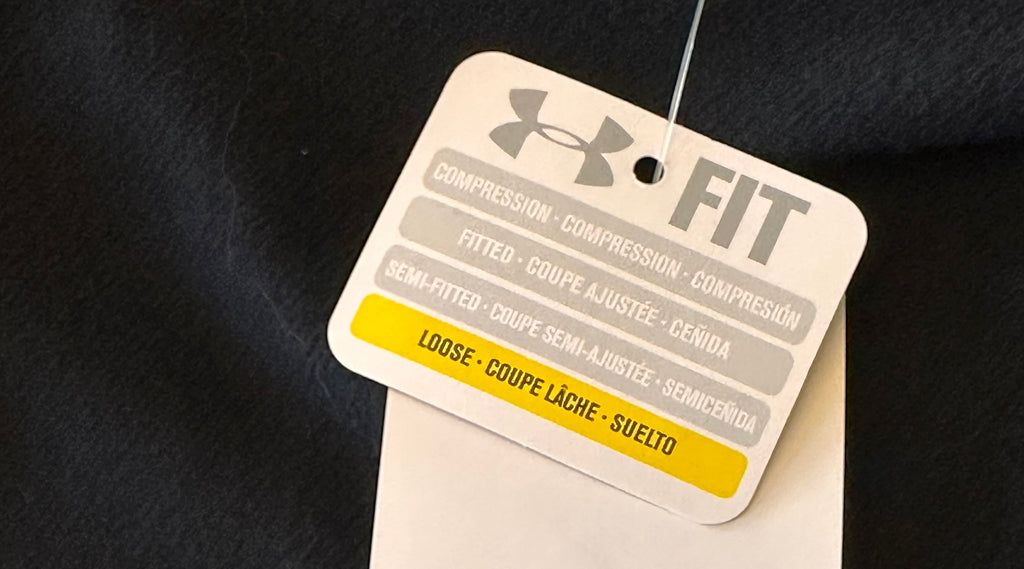 FIT
COMPRESSION · COMPRESSION · COMPRESIÓN
FITTED · COUPE AJUSTÉE · CEÑIDA
SEMI-FITTED · COUPE SEMI-AJUSTÉE · SEMICEÑIDA
LOOSE · COUPE LÂCHE · SUELTO